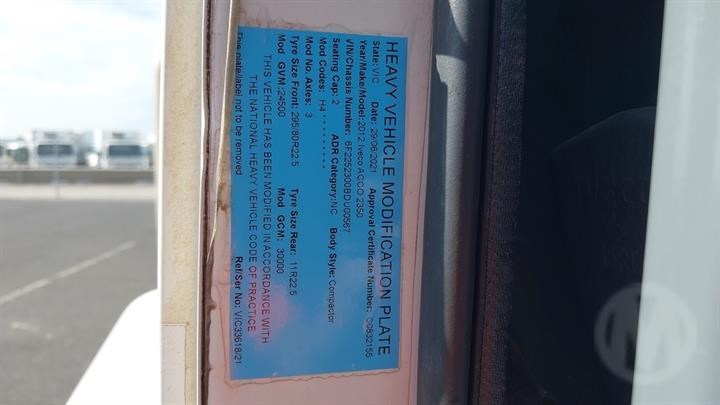 HEAVY VEHICLE MODIFICATION PLATE
State: VIC Date: 29/06/2021 Approval Certificate Number: C0832155
Year/Make/Model: 2012 Iveco ACCO 2350
VIN/Chassis Number: 6F2252300BDU00567
Seating Cap: 2 ADR Category: NC Body Style: Compactor
Mod Codes: H4 - - - - - - - - -
Mod No. Axles: 3
Tyre Size Front: 295/80R22.5 Tyre Size Rear: 11R22.5
Mod GVM: 24500 Mod GCM: 30000
THIS VEHICLE HAS BEEN MODIFIED IN ACCORDANCE WITH
THE NATIONAL HEAVY VEHICLE CODE OF PRACTICE
This plate/label not to be removed Ref/Ser No: VIC33618/21
M